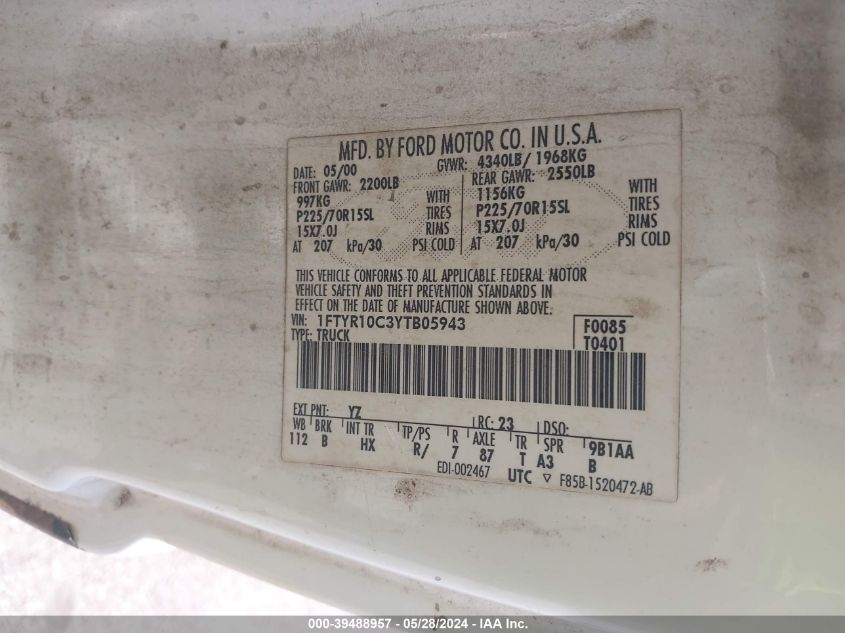 MFD. BY FORD MOTOR CO. IN U.S.A.
DATE: 05/00 GVWR: 4340LB/ 1968KG
FRONT GAWR: 2200LB REAR GAWR: 2550LB
997KG WITH 1156KG WITH
P225/70R15SL TIRES P225/70R15SL TIRES
15X7.0J RIMS 15X7.0J RIMS
AT 207 kPa/30 PSI COLD AT 207 kPa/30 PSI COLD
THIS VEHICLE CONFORMS TO ALL APPLICABLE FEDERAL MOTOR
VEHICLE SAFETY AND THEFT PREVENTION STANDARDS IN
EFFECT ON THE DATE OF MANUFACTURE SHOWN ABOVE.
VIN: 1FTYR10C3YTB05943 F0085
TYPE: TRUCK T0401
EXT PNT: YZ RC: 23 DSO:
WB BRK INT TR TP/PS R AXLE TR SPR 9B1AA
112 B HX R/ 7 87 T A3 B
EDI-002467 UTC ▽ F85B-1520472-AB
000-39488957 - 05/28/2024 - IAA Inc.